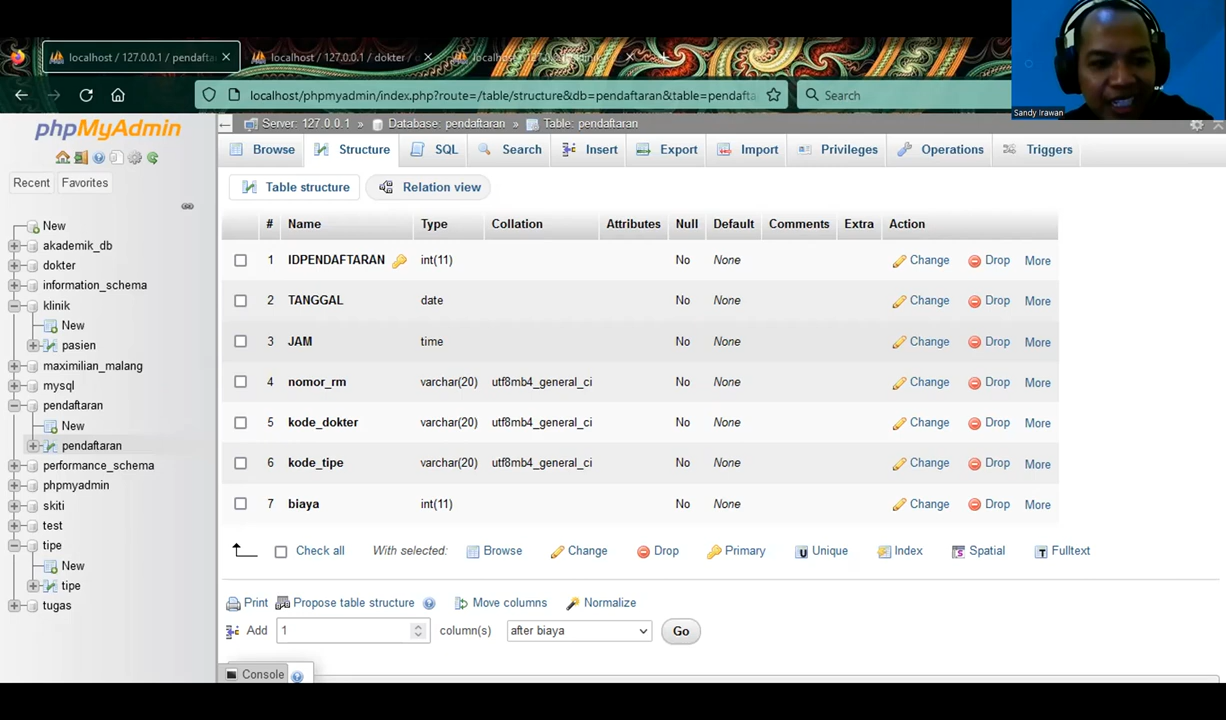 localhost / 127.0.0.1 / pendafta
localhost / 127.0.0.1 / dokter /
localhost/phpmyadmin/index.php?route=/table/structure&db=pendaftaran&table=pendafta
Search
Sandy Irawan
phpMyAdmin
Recent
Favorites
New
akademik_db
dokter
information_schema
klinik
New
pasien
maximilian_malang
mysql
pendaftaran
New
pendaftaran
performance_schema
phpmyadmin
skiti
test
tipe
New
tipe
tugas
Server: 127.0.0.1 » Database: pendaftaran » Table: pendaftaran
Browse Structure SQL Search Insert Export Import Privileges Operations Triggers
Table structure Relation view
# Name Type Collation Attributes Null Default Comments Extra Action
1 IDPENDAFTARAN int(11) No None Change Drop More
2 TANGGAL date No None Change Drop More
3 JAM time No None Change Drop More
4 nomor_rm varchar(20) utf8mb4_general_ci No None Change Drop More
5 kode_dokter varchar(20) utf8mb4_general_ci No None Change Drop More
6 kode_tipe varchar(20) utf8mb4_general_ci No None Change Drop More
7 biaya int(11) No None Change Drop More
Check all With selected: Browse Change Drop Primary Unique Index Spatial Fulltext
Print Propose table structure Move columns Normalize
Add 1 column(s) after biaya Go
Console